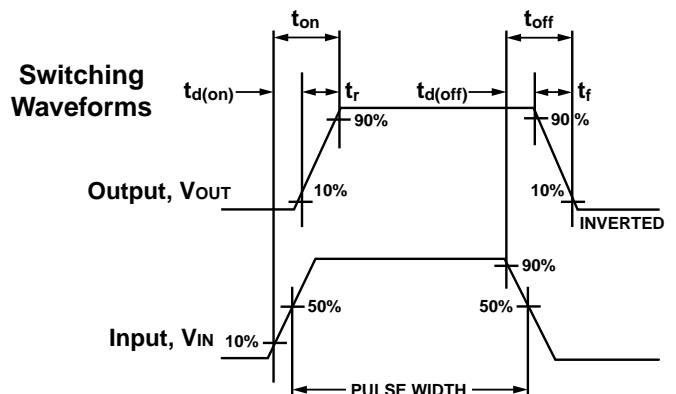 ton toff
Switching
Waveforms
td(on) tr td(off) tf
90% 90%
Output, VOUT
10% 10%
INVERTED
90%
50% 50%
Input, VIN
10%
PULSE WIDTH